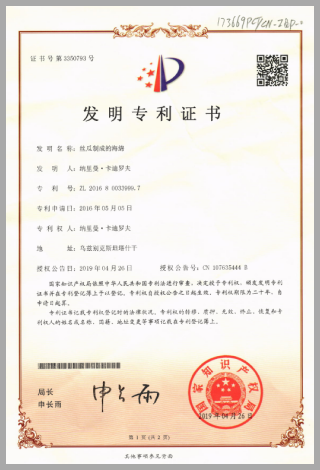 173669PCTCN-JBP-0
证 书 号 第 3350793 号
发明专利证书
发 明 名 称：丝瓜制成的海绵
发 明 人：纳里曼·卡迪罗夫
专 利 号：ZL 2016 8 0033999.7
专利申请日：2016年05月05日
专 利 权 人：纳里曼·卡迪罗夫
地 址：乌兹别克斯坦塔什干
授权公告日：2019年04月26日 授权公告号：CN 107635444 B
国家知识产权局依照中华人民共和国专利法进行审查，决定授予专利权，颁发发明专利
证书并在专利登记簿上予以登记。专利权自授权公告之日起生效。专利权期限为二十年，自
申请日起算。
专利证书记载专利权登记时的法律状况。专利权的转移、质押、无效、终止、恢复和专
利权人的姓名或名称、国籍、地址变更等事项记载在专利登记簿上。
局长
申长雨
申长雨
国家知识产权局
2019年04月26日
第 1 页 (共 2 页)
其他事项参见背面